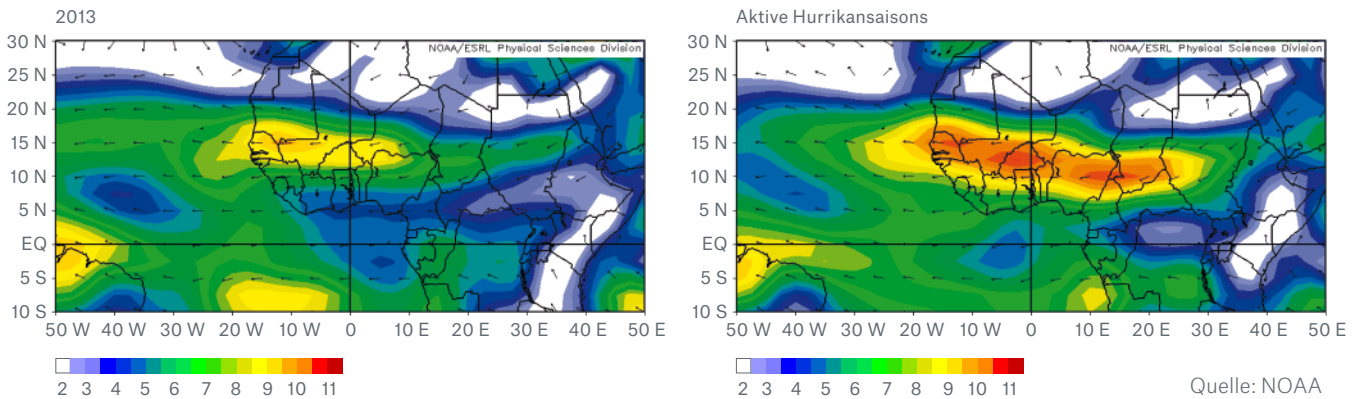 2013
NOAA/ESRL Physical Sciences Division
30 N
25 N
20 N
15 N
10 N
5 N
EQ
5 S
10 S
50 W 40 W 30 W 20 W 10 W 0 10 E 20 E 30 E 40 E 50 E
2 3 4 5 6 7 8 9 10 11
Aktive Hurrikansaisons
NOAA/ESRL Physical Sciences Division
30 N
25 N
20 N
15 N
10 N
5 N
EQ
5 S
10 S
50 W 40 W 30 W 20 W 10 W 0 10 E 20 E 30 E 40 E 50 E
2 3 4 5 6 7 8 9 10 11
Quelle: NOAA